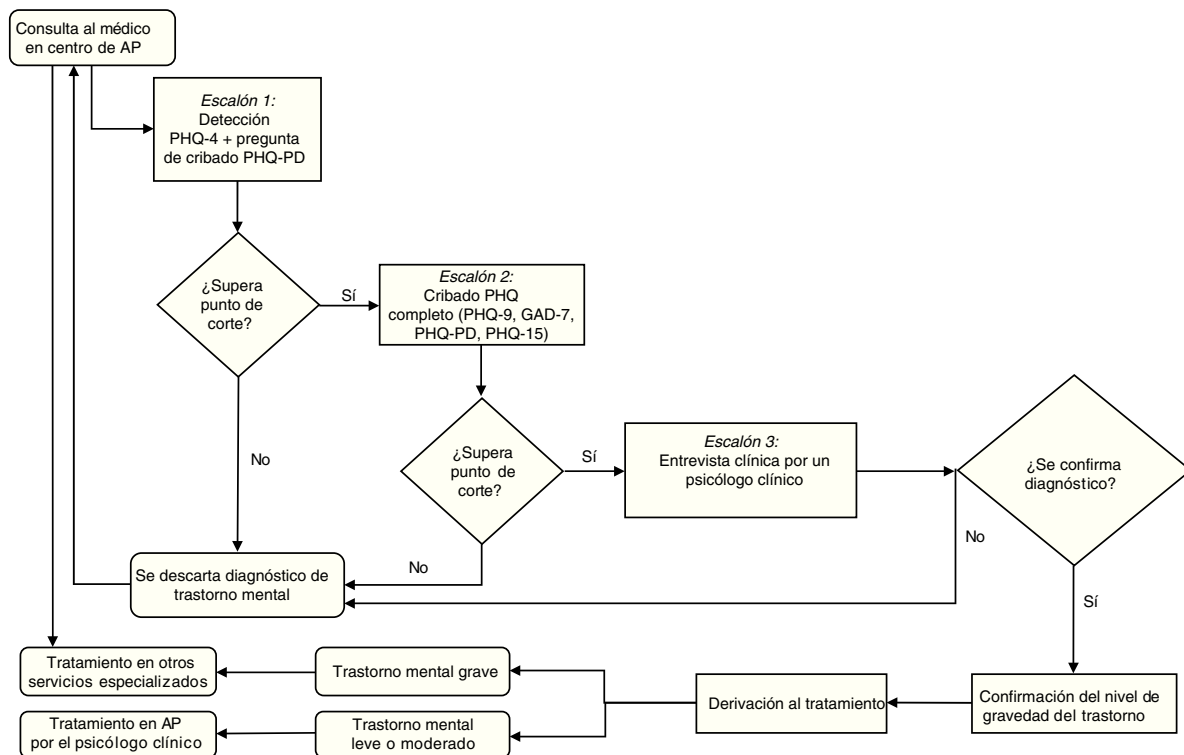 Consulta al médico
en centro de AP
Escalón 1:
Detección
PHQ-4 + pregunta
de cribado PHQ-PD
¿Supera
punto de
corte?
Sí
Escalón 2:
Cribado PHQ
completo (PHQ-9, GAD-7,
PHQ-PD, PHQ-15)
No
¿Supera
punto de
corte?
Sí
Escalón 3:
Entrevista clínica por un
psicólogo clínico
¿Se confirma
diagnóstico?
No
No
Se descarta diagnóstico de
trastorno mental
Sí
Tratamiento en otros
servicios especializados
Trastorno mental grave
Derivación al tratamiento
Confirmación del nivel de
gravedad del trastorno
Tratamiento en AP
por el psicólogo clínico
Trastorno mental
leve o moderado